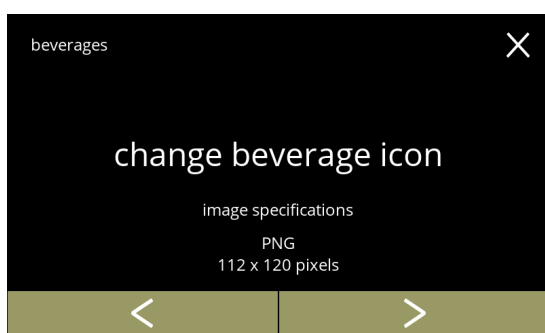 beverages
change beverage icon
image specifications
PNG
112 x 120 pixels